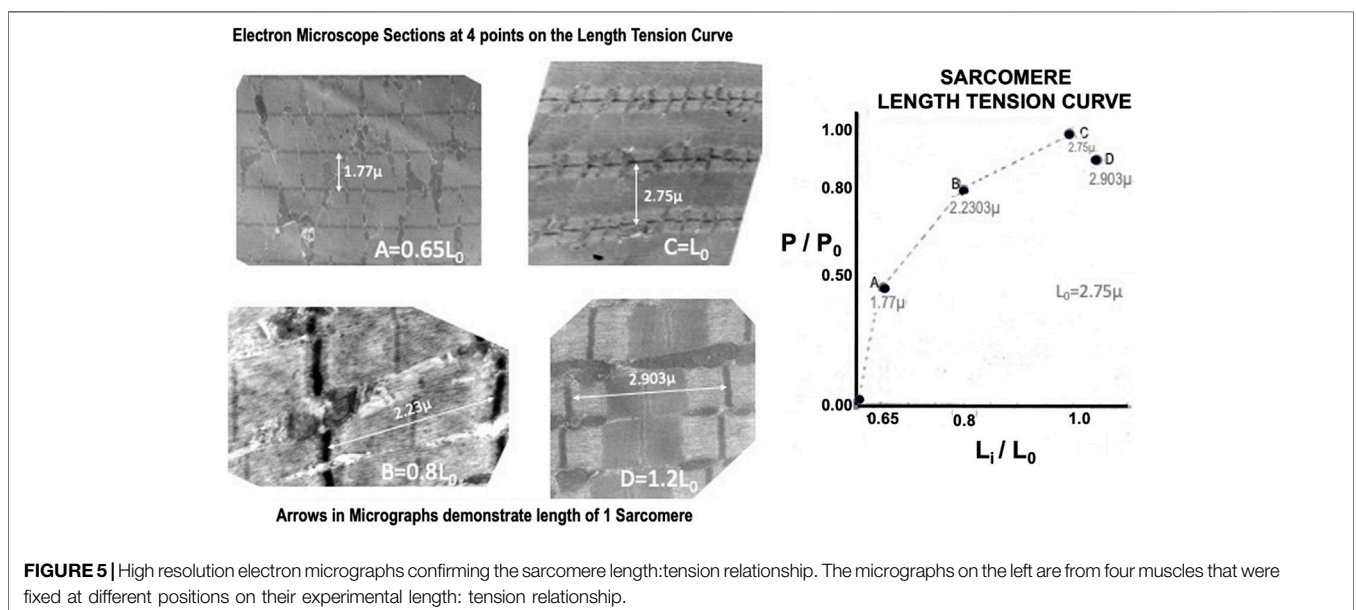 Electron Microscope Sections at 4 points on the Length Tension Curve
1.77µ
A=0.65L₀
2.75µ
C=L₀
2.23µ
B=0.8L₀
2.903µ
D=1.2L₀
Arrows in Micrographs demonstrate length of 1 Sarcomere
SARCOMERE
LENGTH TENSION CURVE
1.00
C
2.75µ
D
2.903µ
0.80
B
2.2303µ
P / P₀
0.50
A
1.77µ
L₀=2.75µ
0.00
0.65
0.8
1.0
Lᵢ / L₀
FIGURE 5 | High resolution electron micrographs confirming the sarcomere length:tension relationship. The micrographs on the left are from four muscles that were
fixed at different positions on their experimental length: tension relationship.